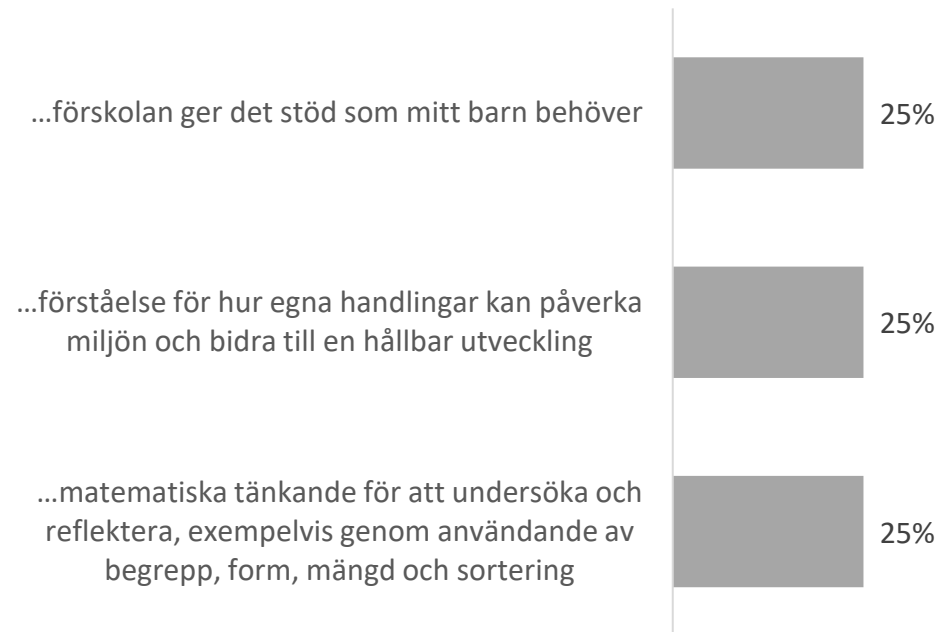 ...förskolan ger det stöd som mitt barn behöver
25%
...förståelse för hur egna handlingar kan påverka
miljön och bidra till en hållbar utveckling
25%
...matematiska tänkande för att undersöka och
reflektera, exempelvis genom användande av
begrepp, form, mängd och sortering
25%